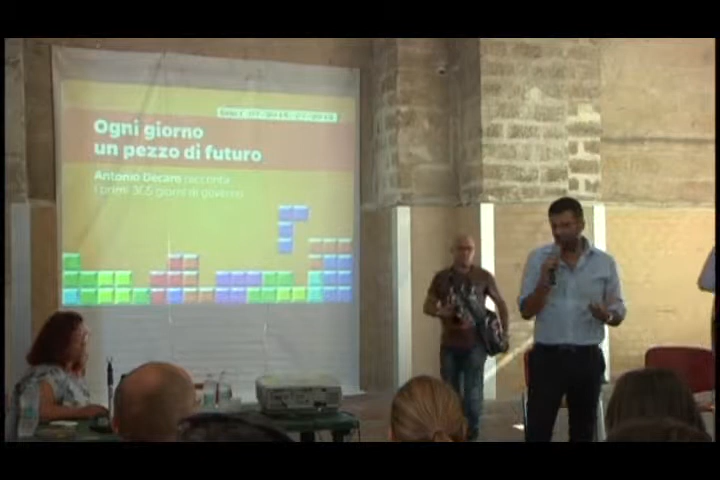 Ogni giorno
un pezzo di futuro
Antonio Decaro racconta
i primi 365 giorni di governo